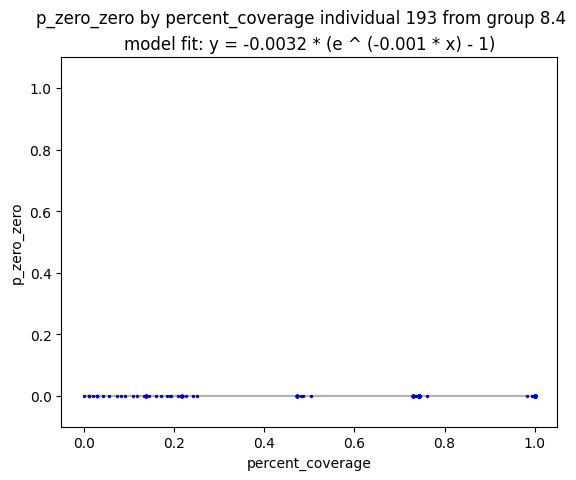 p_zero_zero by percent_coverage individual 193 from group 8.4
model fit: y = -0.0032 * (e ^ (-0.001 * x) - 1)
1.0
0.8
0.6
0.4
0.2
0.0
p_zero_zero
0.0 0.2 0.4 0.6 0.8 1.0
percent_coverage